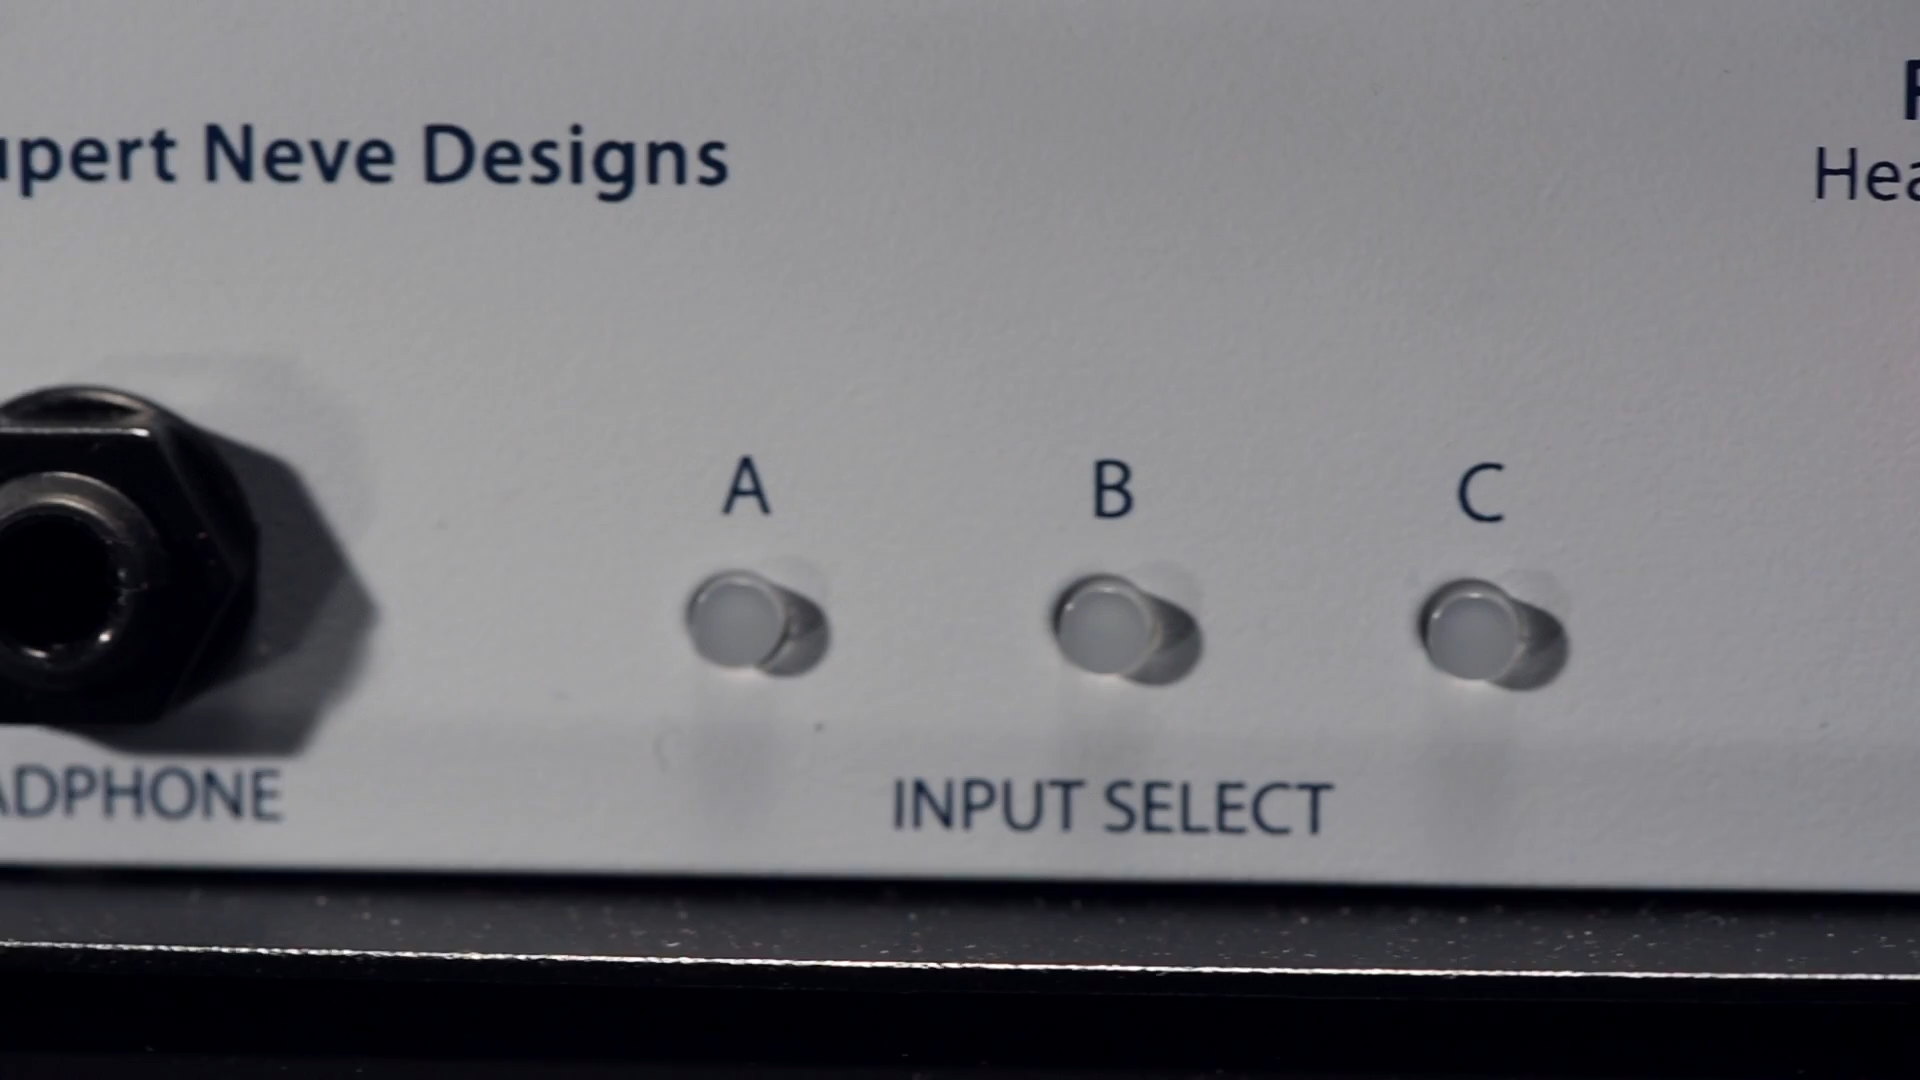 upert Neve Designs
Hea
A B C
ADPHONE
INPUT SELECT